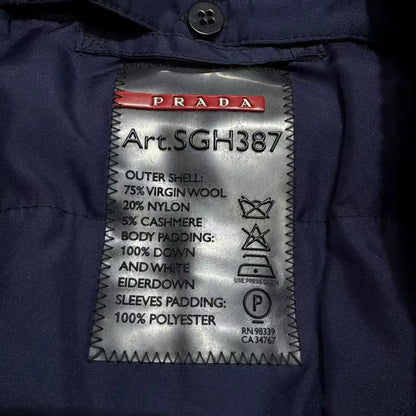 PRADA
Art.SGH387
OUTER SHELL:
75% VIRGIN WOOL
20% NYLON
5% CASHMERE
BODY PADDING:
100% DOWN
AND WHITE
EIDERDOWN
SLEEVES PADDING:
100% POLYESTER
USE PRESS CLOTH
P
RN 98339
CA 34767